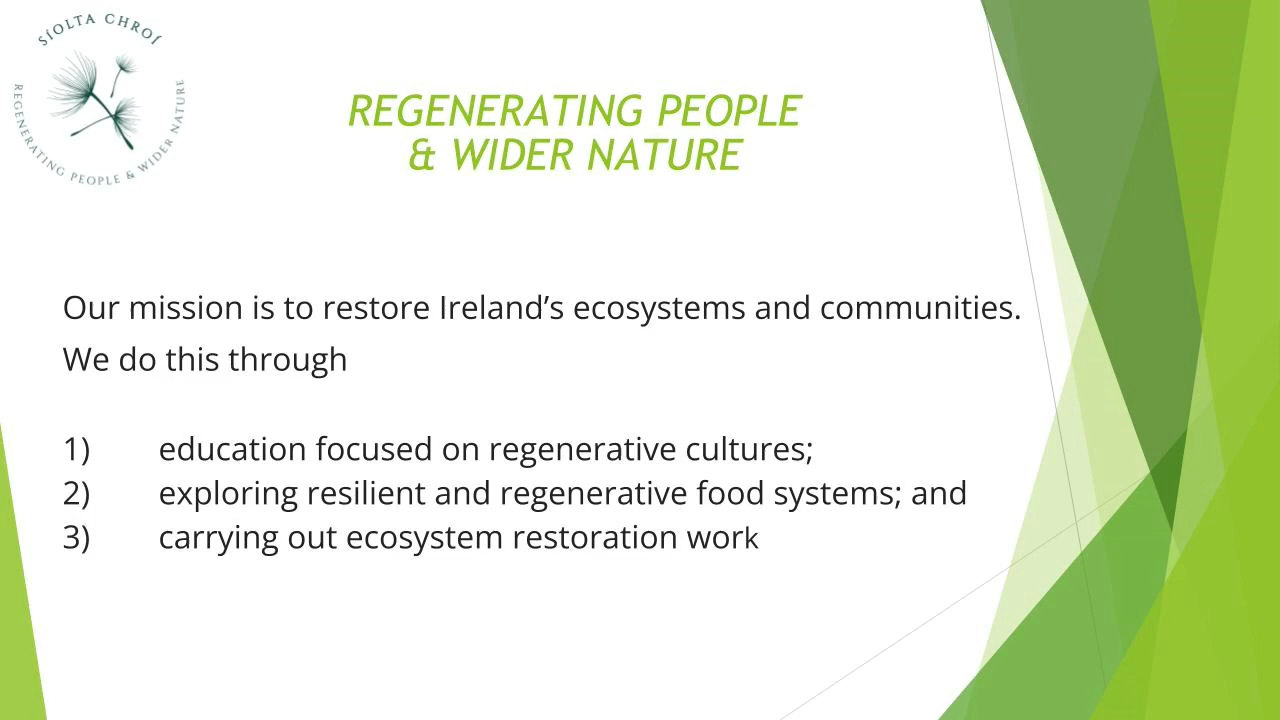 SÍOLTA CHROÍ
REGENERATING PEOPLE & WIDER NATURE
REGENERATING PEOPLE
& WIDER NATURE
Our mission is to restore Ireland’s ecosystems and communities.
We do this through
1) education focused on regenerative cultures;
2) exploring resilient and regenerative food systems; and
3) carrying out ecosystem restoration work